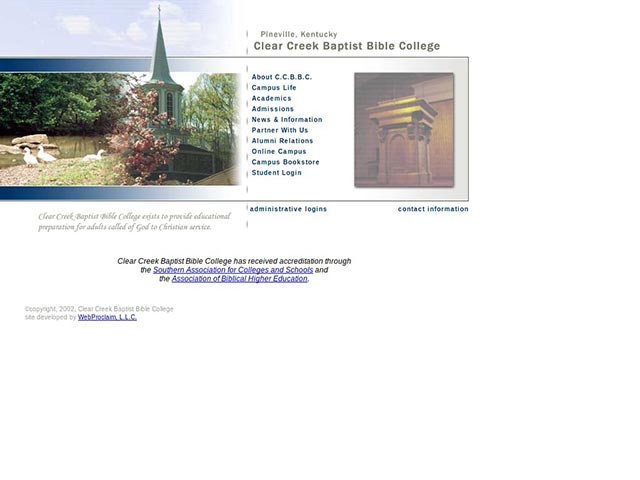 Pineville, Kentucky
Clear Creek Baptist Bible College
About C.C.B.B.C.
Campus Life
Academics
Admissions
News & Information
Partner With Us
Alumni Relations
Online Campus
Campus Bookstore
Student Login
administrative logins
contact information
Clear Creek Baptist Bible College exists to provide educational
preparation for adults called of God to Christian service.
Clear Creek Baptist Bible College has received accreditation through
the Southern Association for Colleges and Schools and
the Association of Biblical Higher Education.
©copyright, 2002, Clear Creek Baptist Bible College
site developed by WebProclaim, L.L.C.